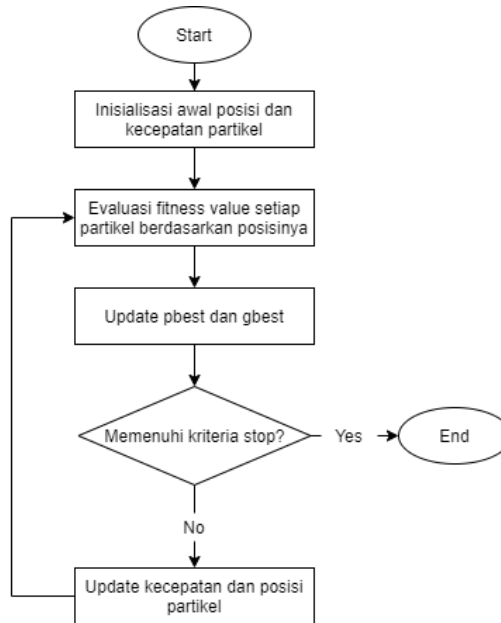 Start
Inisialisasi awal posisi dan
kecepatan partikel
Evaluasi fitness value setiap
partikel berdasarkan posisinya
Update pbest dan gbest
Memenuhi kriteria stop?
Yes
End
No
Update kecepatan dan posisi
partikel